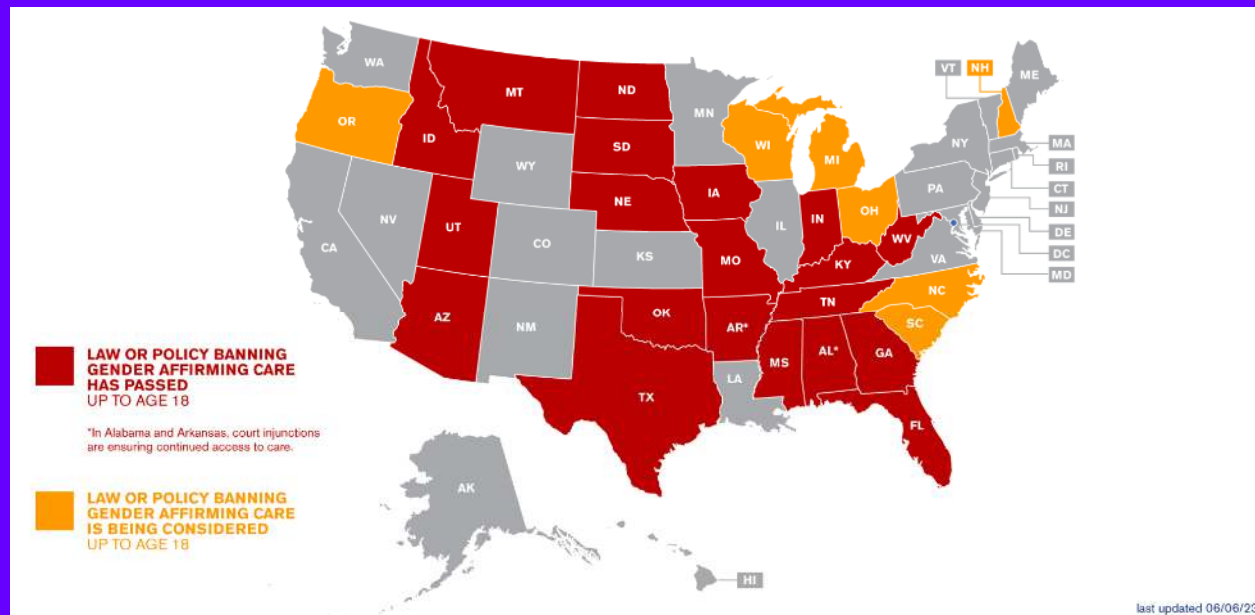 WA
MT
ND
MN
VT
NH
ME
OR
ID
SD
WI
MI
NY
MA
RI
WY
IA
PA
CT
NE
NJ
NV
UT
IL
IN
OH
DE
CA
CO
KS
MO
WV
VA
DC
KY
MD
NC
TN
AZ
NM
OK
AR*
SC
MS
AL*
GA
LA
TX
FL
AK
HI
LAW OR POLICY BANNING
GENDER AFFIRMING CARE
HAS PASSED
UP TO AGE 18
*In Alabama and Arkansas, court injunctions
are ensuring continued access to care.
LAW OR POLICY BANNING
GENDER AFFIRMING CARE
IS BEING CONSIDERED
UP TO AGE 18
last updated 06/06/23